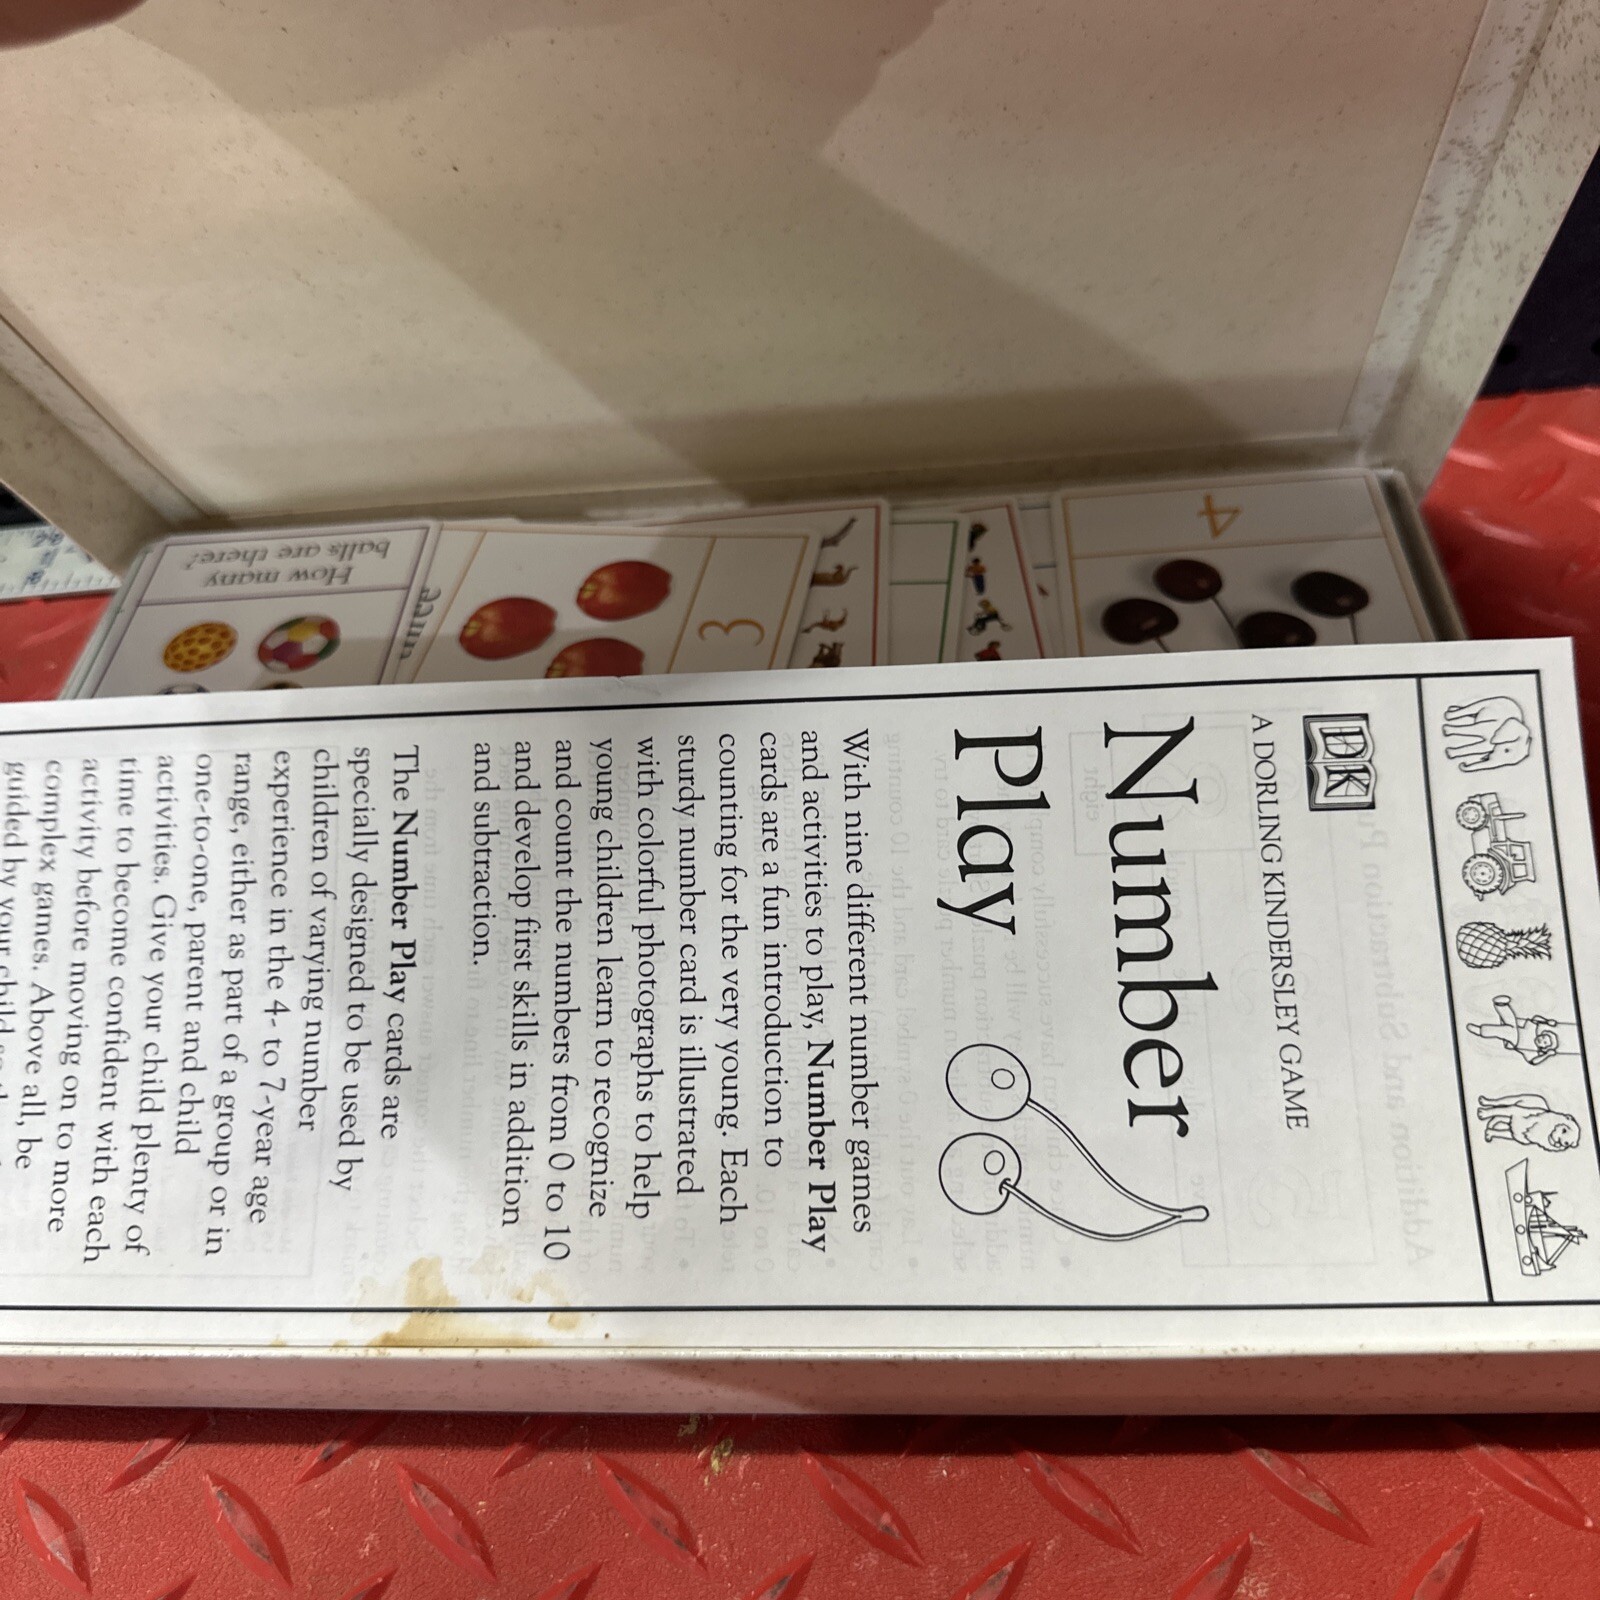 DK
A DORLING KINDERSLEY GAME
Number
Play
With nine different number games
and activities to play, Number Play
cards are a fun introduction to
counting for the very young. Each
sturdy number card is illustrated
with colorful photographs to help
young children learn to recognize
and count the numbers from 0 to 10
and develop first skills in addition
and subtraction.
The Number Play cards are
specially designed to be used by
children of varying number
experience in the 4- to 7-year age
range, either as part of a group or in
one-to-one, parent and child
activities. Give your child plenty of
time to become confident with each
activity before moving on to more
complex games. Above all, be
guided by your child
4
3
How many
balls are there?